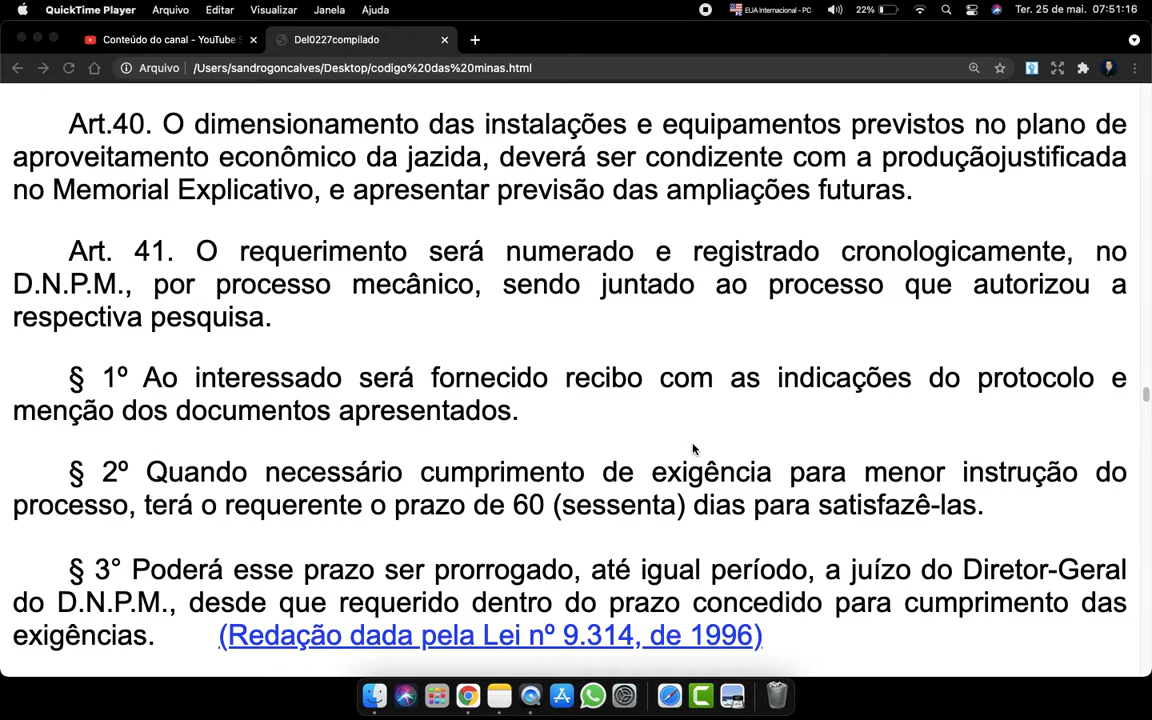 QuickTime Player Arquivo Editar Visualizar Janela Ajuda EUA Internacional - PC 22% Ter. 25 de mai. 07:51:16
Conteúdo do canal - YouTube Del0227compilado
Arquivo /Users/sandrogoncalves/Desktop/codigo%20das%20minas.html
Art.40. O dimensionamento das instalações e equipamentos previstos no plano de
aproveitamento econômico da jazida, deverá ser condizente com a produçãojustificada
no Memorial Explicativo, e apresentar previsão das ampliações futuras.
Art. 41. O requerimento será numerado e registrado cronologicamente, no
D.N.P.M., por processo mecânico, sendo juntado ao processo que autorizou a
respectiva pesquisa.
§ 1º Ao interessado será fornecido recibo com as indicações do protocolo e
menção dos documentos apresentados.
§ 2º Quando necessário cumprimento de exigência para menor instrução do
processo, terá o requerente o prazo de 60 (sessenta) dias para satisfazê-las.
§ 3° Poderá esse prazo ser prorrogado, até igual período, a juízo do Diretor-Geral
do D.N.P.M., desde que requerido dentro do prazo concedido para cumprimento das
exigências. (Redação dada pela Lei nº 9.314, de 1996)